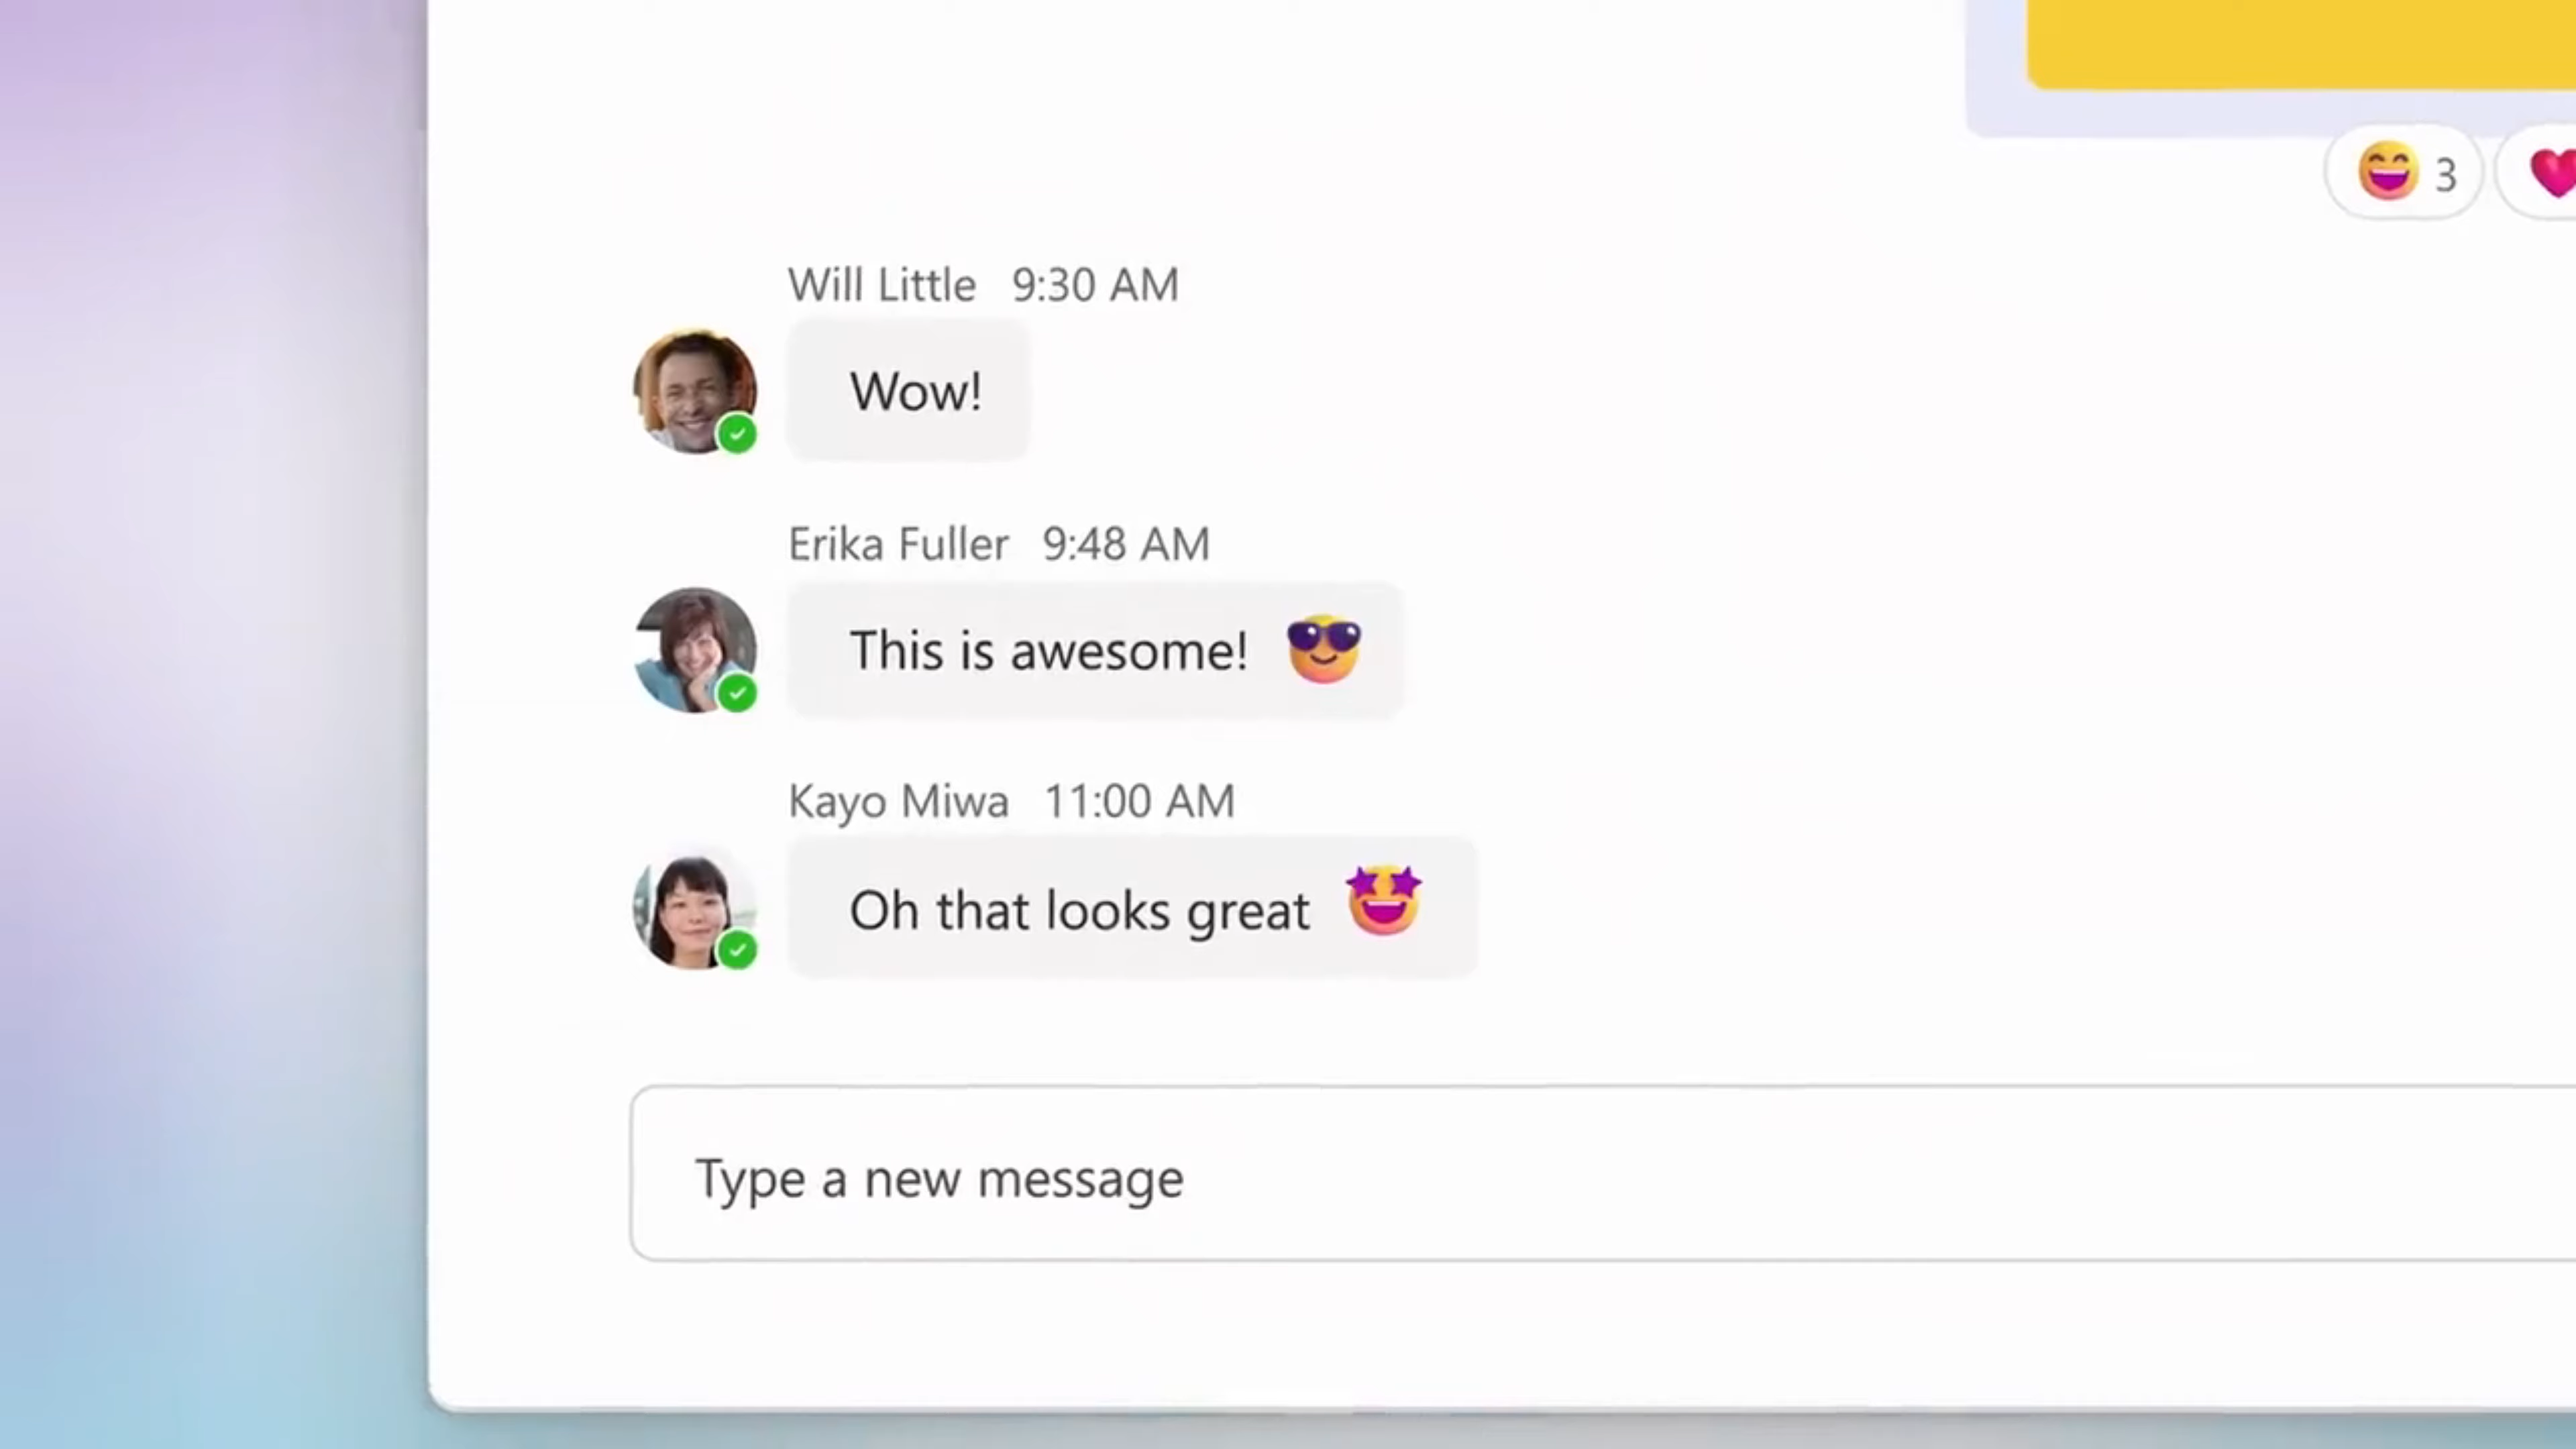 3
Will Little 9:30 AM
Wow!
Erika Fuller 9:48 AM
This is awesome! 😎
Kayo Miwa 11:00 AM
Oh that looks great 🤩
Type a new message